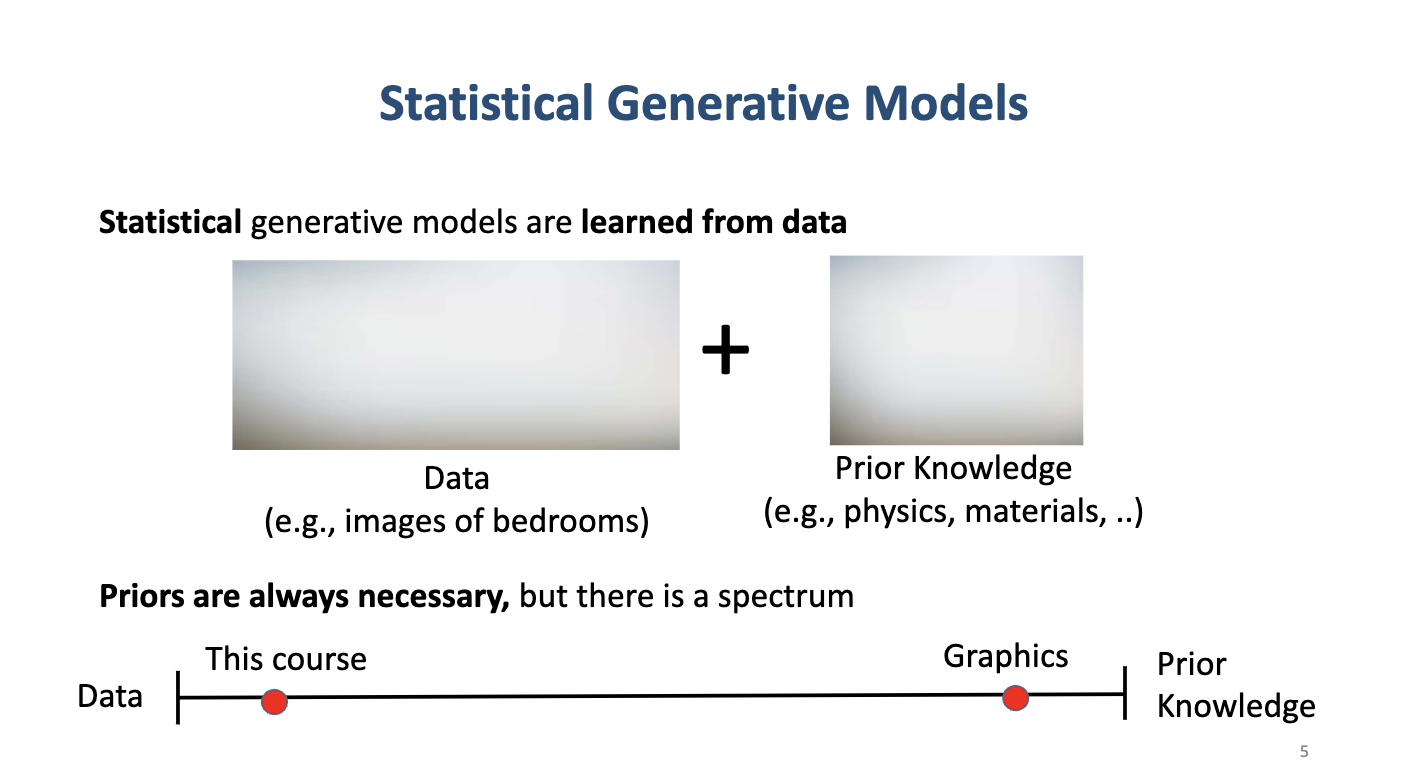 Statistical Generative Models
Statistical generative models are learned from data
+
Data
(e.g., images of bedrooms)
Prior Knowledge
(e.g., physics, materials, ..)
Priors are always necessary, but there is a spectrum
This course
Graphics
Data
Prior
Knowledge
5